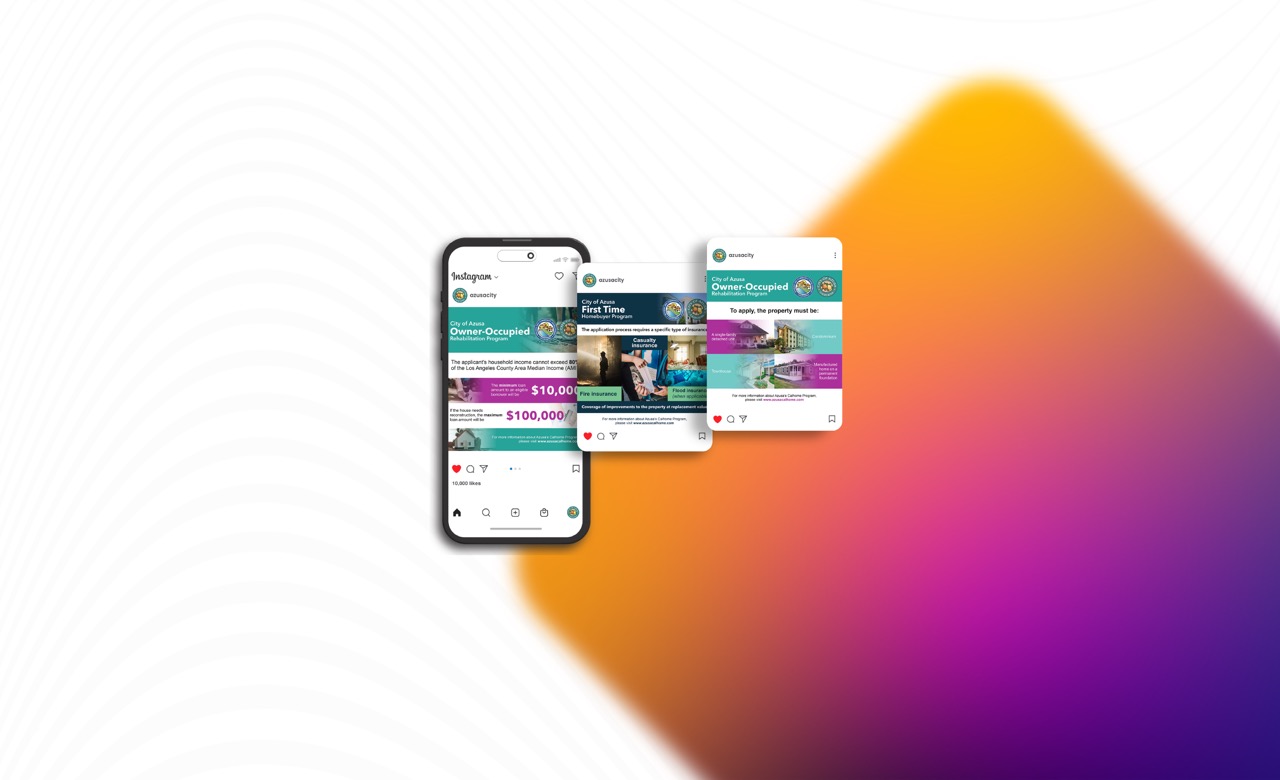 Instagram
azusacity
City of Azusa
Owner-Occupied
Rehabilitation Program
The applicant's household income cannot exceed 80
of the Los Angeles County Area Median Income (AMI
The minimum loan
amount to an eligible
borrower will be:
$10,000
If the house needs
reconstruction, the maximum
loan amount will be:
$100,000
For more information about Azusa's CalHome Program,
please visit www.azusacalhome.com
10,000 likes
azusacity
City of Azusa
First Time
Homebuyer Program
The application process requires a specific type of insurance
Casualty
insurance
Fire insurance
Flood insurance
(where applicable)
Coverage of improvements to the property at replacement value
For more information about Azusa's CalHome Program,
please visit www.azusacalhome.com
azusacity
City of Azusa
Owner-Occupied
Rehabilitation Program
To apply, the property must be:
A single-family
detached unit
Condominium
Townhouse
Manufactured
home on a
permanent
foundation
For more information about Azusa's CalHome Program,
please visit www.azusacalhome.com